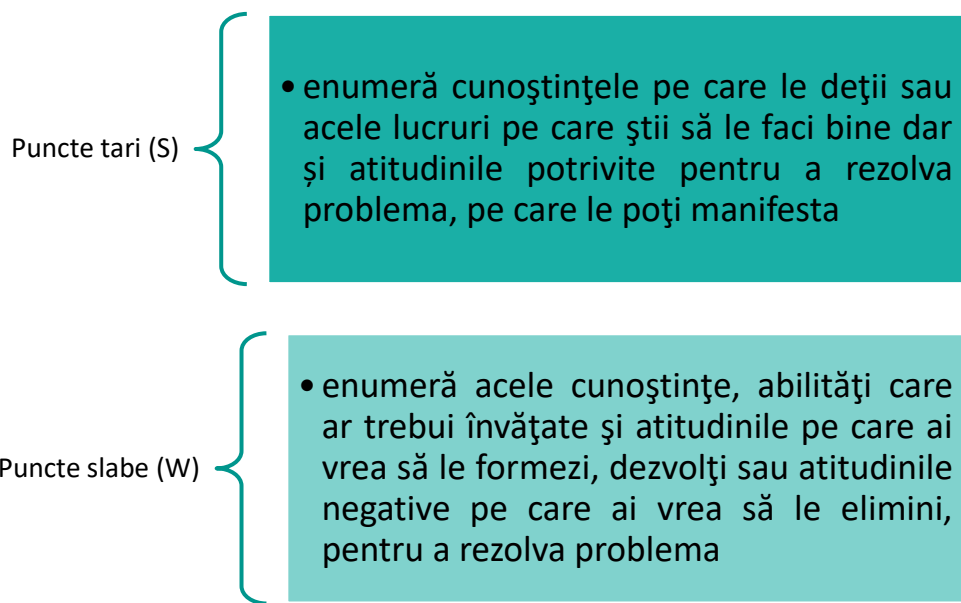 Puncte tari (S)
• enumeră cunoştinţele pe care le deţii sau
acele lucruri pe care ştii să le faci bine dar
și atitudinile potrivite pentru a rezolva
problema, pe care le poţi manifesta
Puncte slabe (W)
• enumeră acele cunoştinţe, abilităţi care
ar trebui învăţate şi atitudinile pe care ai
vrea să le formezi, dezvolţi sau atitudinile
negative pe care ai vrea să le elimini,
pentru a rezolva problema